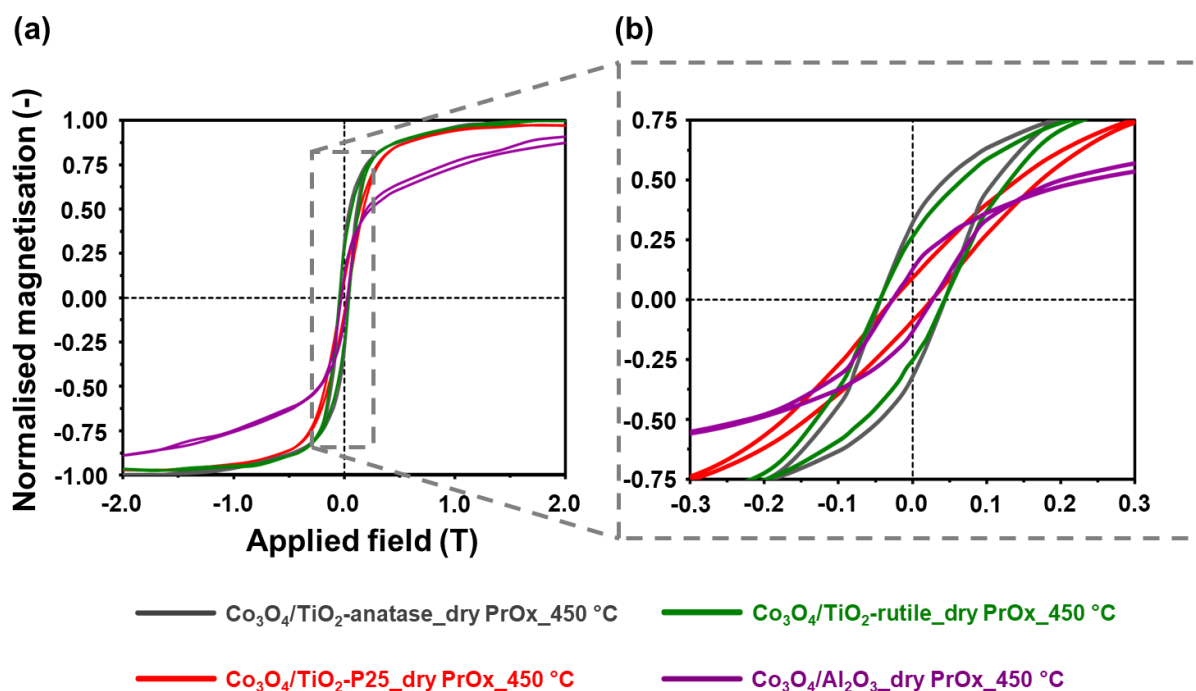 (a)
(b)
Normalised magnetisation (-)
1.00
0.75
0.50
0.25
0.00
-0.25
-0.50
-0.75
-1.00
-2.0 -1.0 0.0 1.0 2.0
Applied field (T)
0.75
0.50
0.25
0.00
-0.25
-0.50
-0.75
-0.3 -0.2 -0.1 0.0 0.1 0.2 0.3
Co₃O₄/TiO₂-anatase_dry PrOx_450 °C
Co₃O₄/TiO₂-rutile_dry PrOx_450 °C
Co₃O₄/TiO₂-P25_dry PrOx_450 °C
Co₃O₄/Al₂O₃_dry PrOx_450 °C